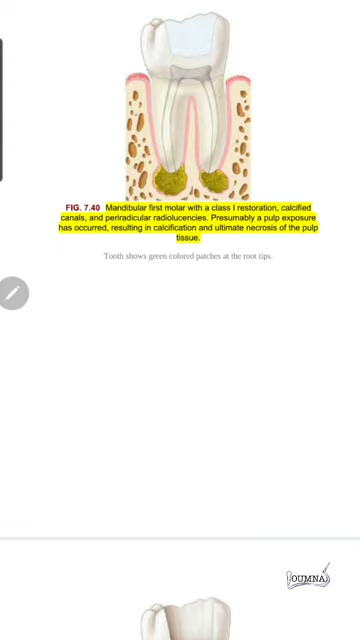 FIG. 7.40 Mandibular first molar with a class I restoration, calcified
canals, and periradicular radiolucencies. Presumably a pulp exposure
has occurred, resulting in calcification and ultimate necrosis of the pulp
tissue.
Tooth shows green colored patches at the root tips.
OUMNA